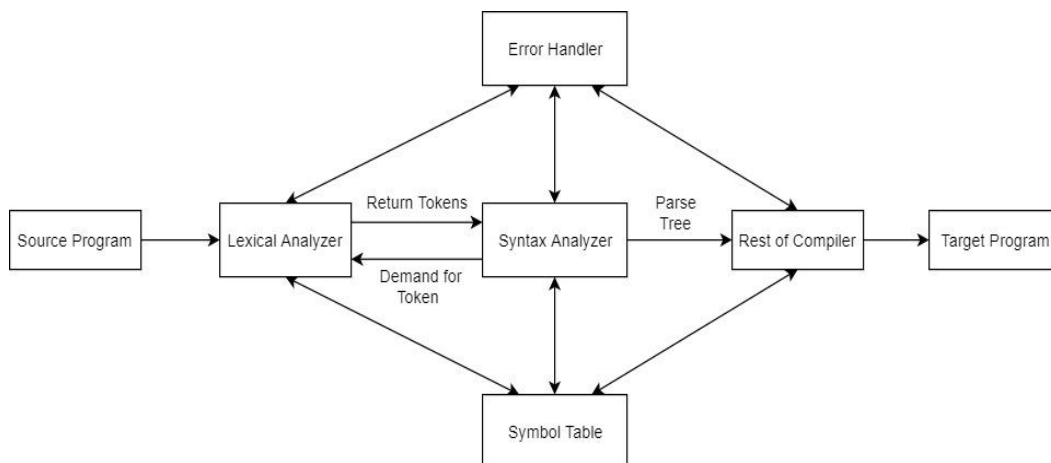 Error Handler
Return Tokens
Parse
Tree
Source Program
Lexical Analyzer
Syntax Analyzer
Rest of Compiler
Target Program
Demand for
Token
Symbol Table